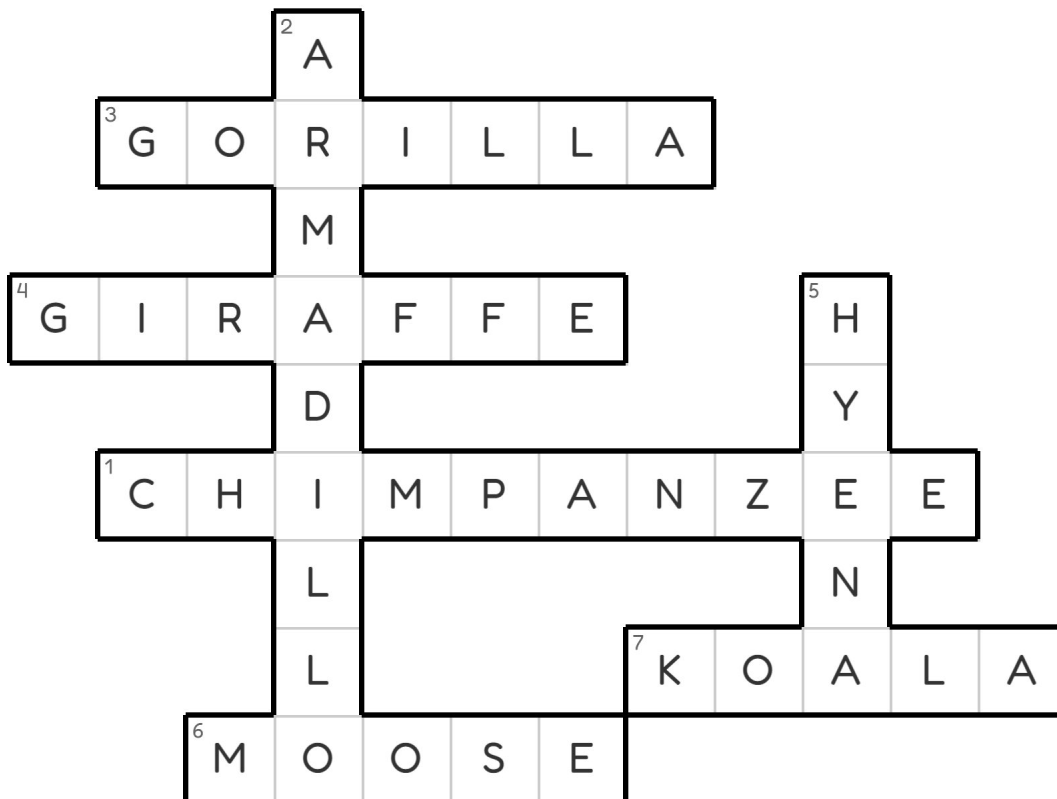 2 A
3 G O R I L L A
M
4 G I R A F F E 5 H
D Y
1 C H I M P A N Z E E
L N
L 7 K O A L A
6 M O O S E